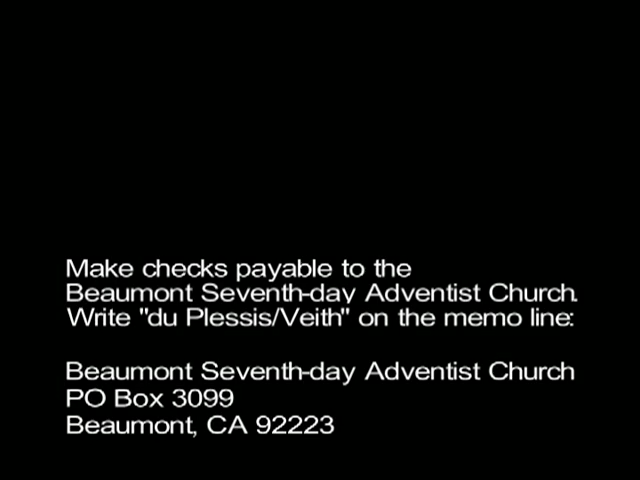 Make checks payable to the
Beaumont Seventh-day Adventist Church.
Write "du Plessis/Veith" on the memo line:
Beaumont Seventh-day Adventist Church
PO Box 3099
Beaumont, CA 92223